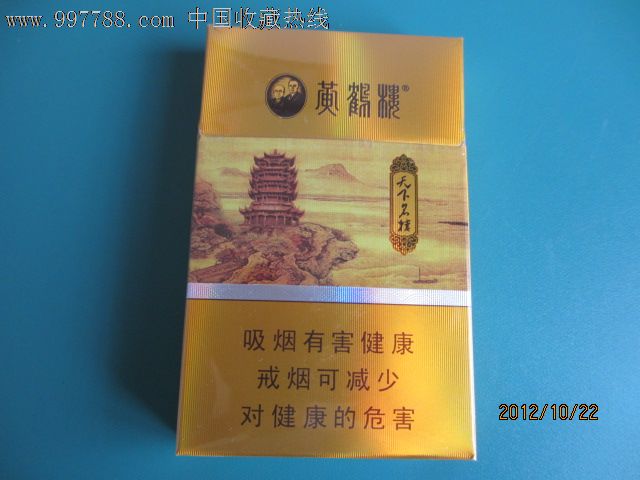 www.997788.com 中国收藏热线
黄鹤楼®
天下名楼
吸烟有害健康
戒烟可减少
对健康的危害
2012/10/22